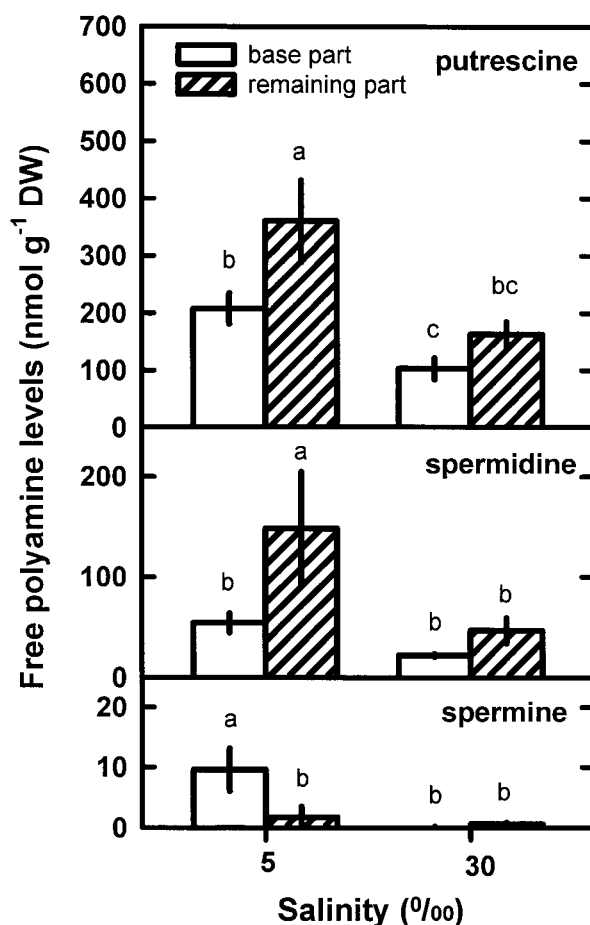 700
base part
putrescine
remaining part
600
500
a
400
b
300
bc
c
200
100
0
spermidine
a
200
b
b
b
100
0
spermine
20
a
b
b
b
10
0
5
30
Salinity (⁰/₀₀)
Free polyamine levels (nmol g⁻¹ DW)